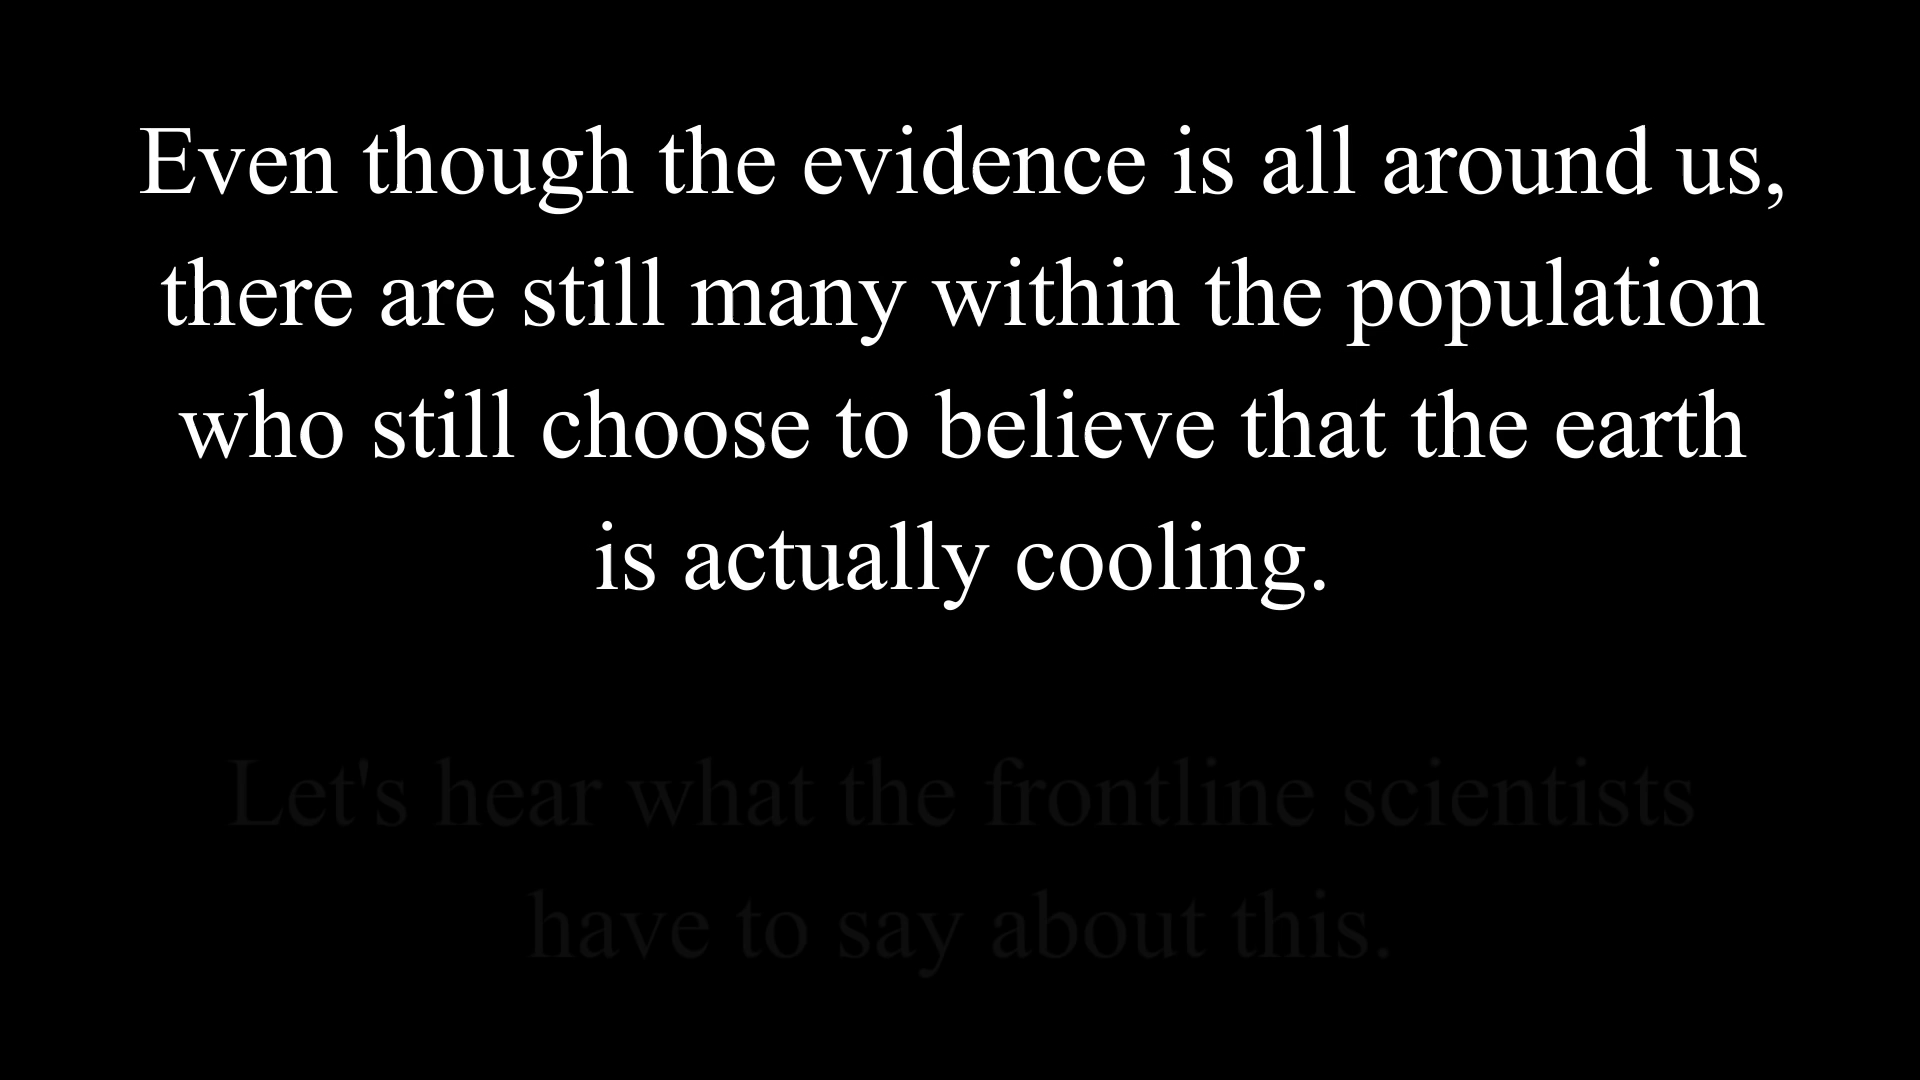 Even though the evidence is all around us,
there are still many within the population
who still choose to believe that the earth
is actually cooling.
Let's hear what the frontline scientists
have to say about this.